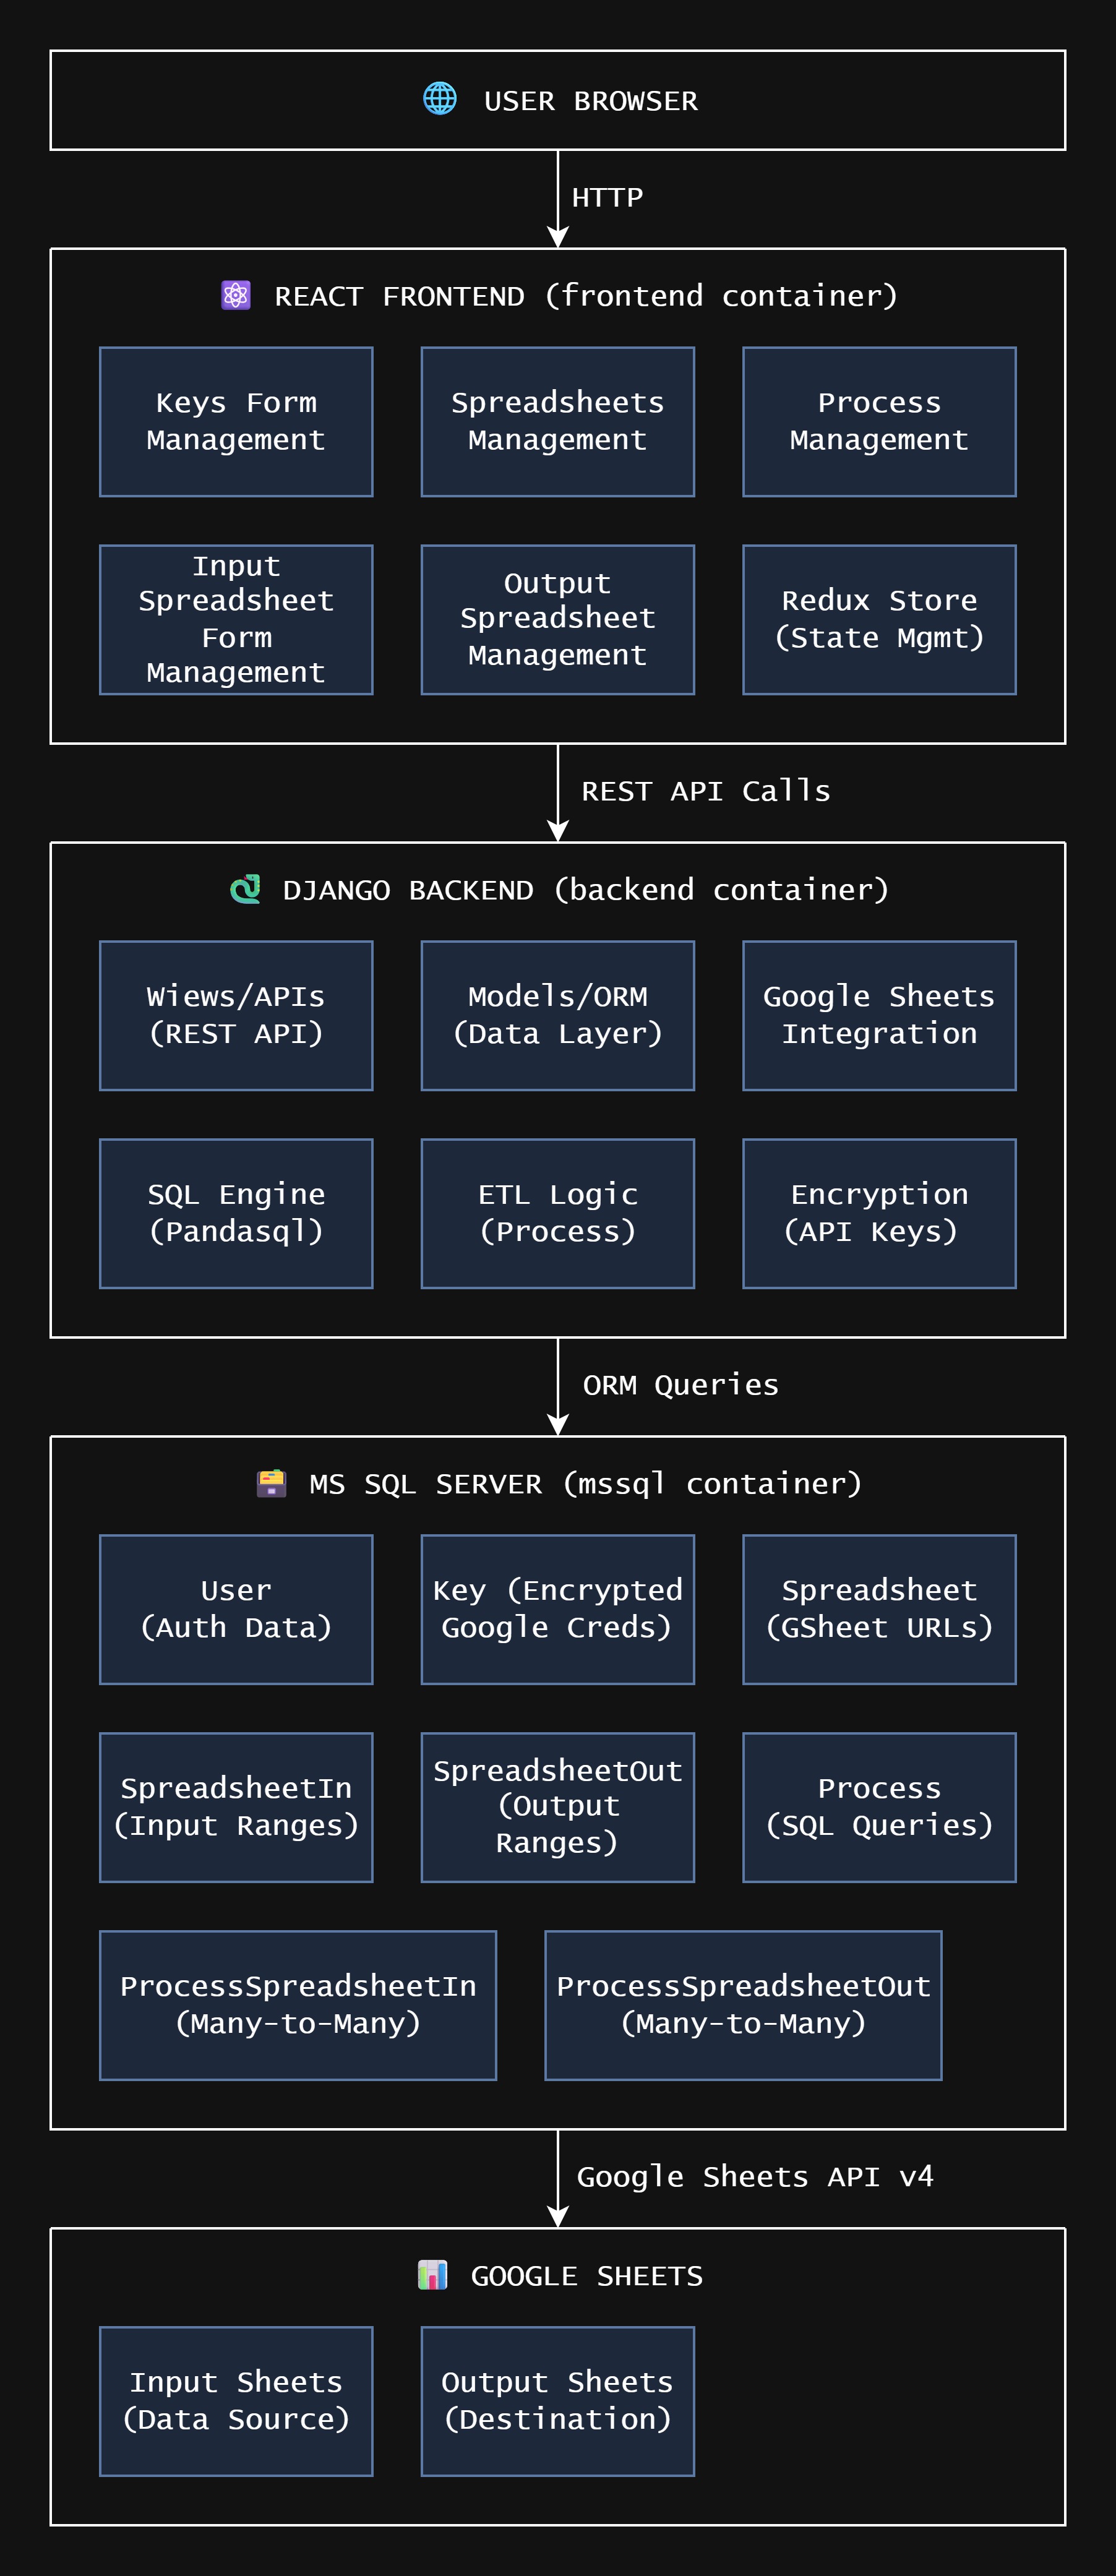 USER BROWSER
HTTP
REACT FRONTEND (frontend container)
Keys Form
Management
Spreadsheets
Management
Process
Management
Input
Spreadsheet
Form
Management
Output
Spreadsheet
Management
Redux Store
(State Mgmt)
REST API Calls
DJANGO BACKEND (backend container)
Wiews/APIs
(REST API)
Models/ORM
(Data Layer)
Google Sheets
Integration
SQL Engine
(Pandasql)
ETL Logic
(Process)
Encryption
(API Keys)
ORM Queries
MS SQL SERVER (mssql container)
User
(Auth Data)
Key (Encrypted
Google Creds)
Spreadsheet
(GSheet URLs)
SpreadsheetIn
(Input Ranges)
SpreadsheetOut
(Output
Ranges)
Process
(SQL Queries)
ProcessSpreadsheetIn
(Many-to-Many)
ProcessSpreadsheetOut
(Many-to-Many)
Google Sheets API v4
GOOGLE SHEETS
Input Sheets
(Data Source)
Output Sheets
(Destination)